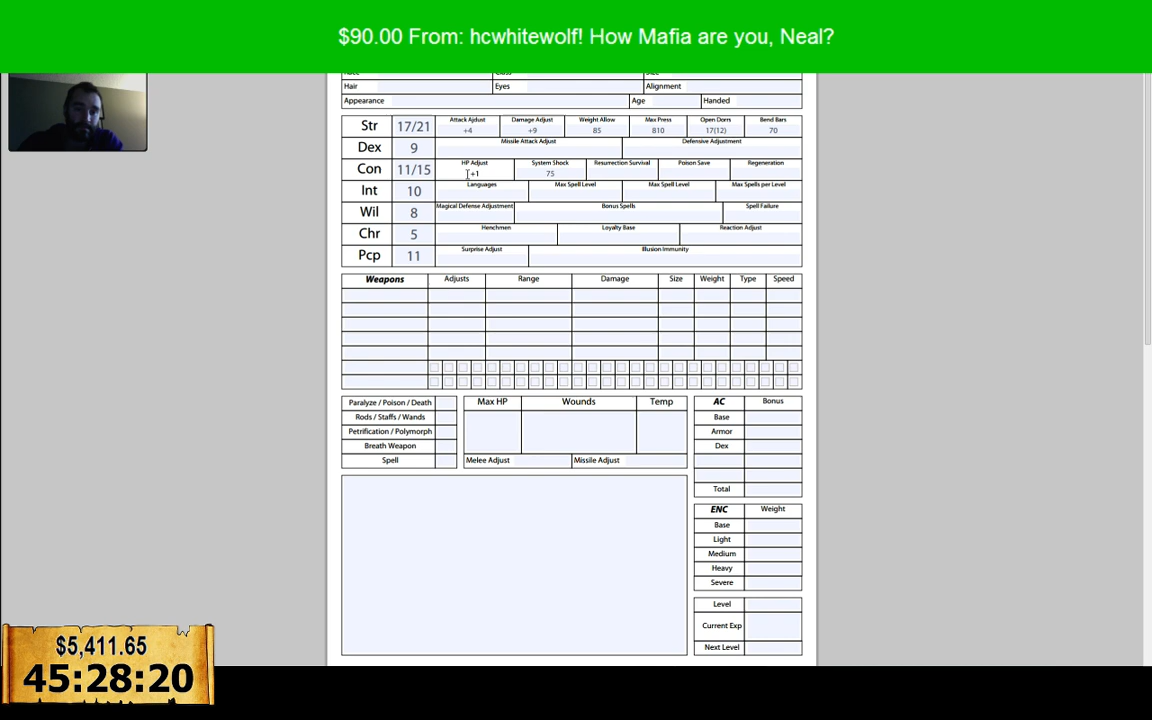 $90.00 From: hcwhitewolf! How Mafia are you, Neal?
Hair Eyes Alignment
Appearance Age Handed
Str 17/21 Attack Ajdust +4 Damage Adjust +9 Weight Allow 85 Max Press 810 Open Dorrs 17(12) Bend Bars 70
Dex 9 Missile Attack Adjust Defensive Adjustment
Con 11/15 HP Adjust +1 System Shock 75 Resurrection Survival Poison Save Regeneration
Int 10 Languages Max Spell Level Max Spell Level Max Spells per Level
Wil 8 Magical Defense Adjustment Bonus Spells Spell Failure
Chr 5 Henchmen Loyalty Base Reaction Adjust
Pcp 11 Surprise Adjust Illusion Immunity
Weapons Adjusts Range Damage Size Weight Type Speed
Paralyze / Poison / Death
Rods / Staffs / Wands
Petrification / Polymorph
Breath Weapon
Spell
Max HP Wounds Temp
Melee Adjust Missile Adjust
AC Bonus
Base
Armor
Dex
Total
ENC Weight
Base
Light
Medium
Heavy
Severe
Level
Current Exp
Next Level
$5,411.65
45:28:20